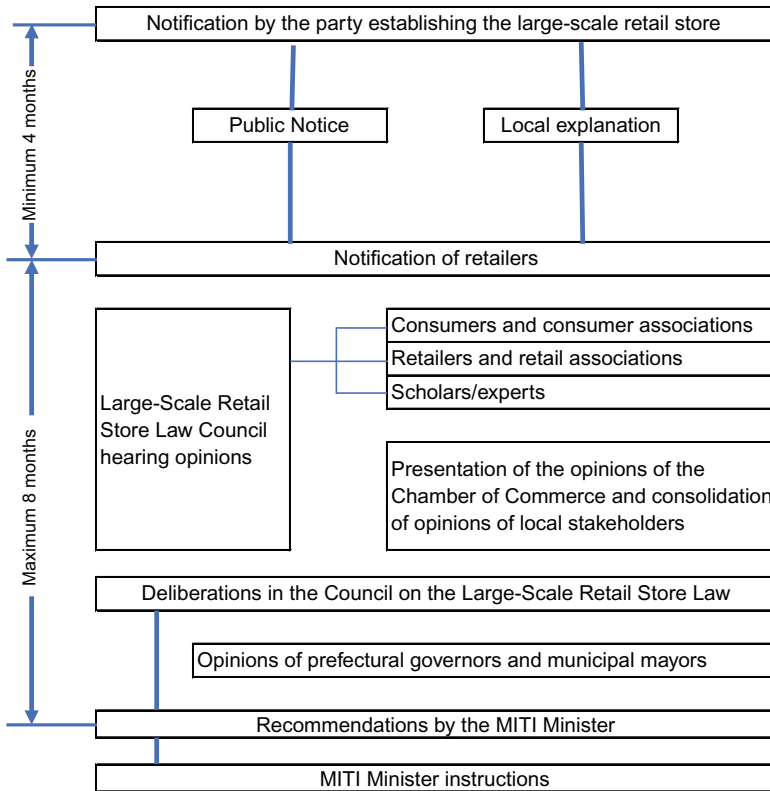 Notification by the party establishing the large-scale retail store
Minimum 4 months
Public Notice
Local explanation
Notification of retailers
Maximum 8 months
Large-Scale Retail
Store Law Council
hearing opinions
Consumers and consumer associations
Retailers and retail associations
Scholars/experts
Presentation of the opinions of the
Chamber of Commerce and consolidation
of opinions of local stakeholders
Deliberations in the Council on the Large-Scale Retail Store Law
Opinions of prefectural governors and municipal mayors
Recommendations by the MITI Minister
MITI Minister instructions